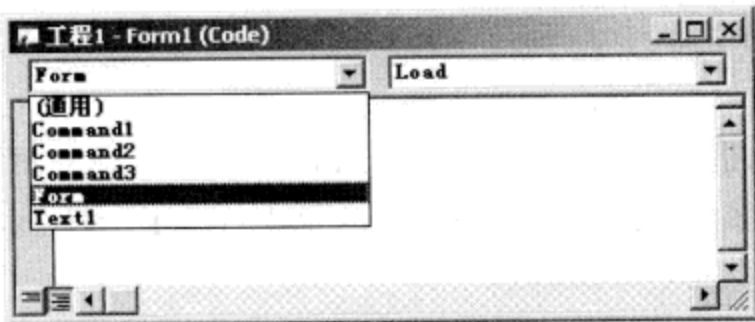 工程1 - Form1 (Code)
Form
Load
(通用)
Command1
Command2
Command3
Form
Text1